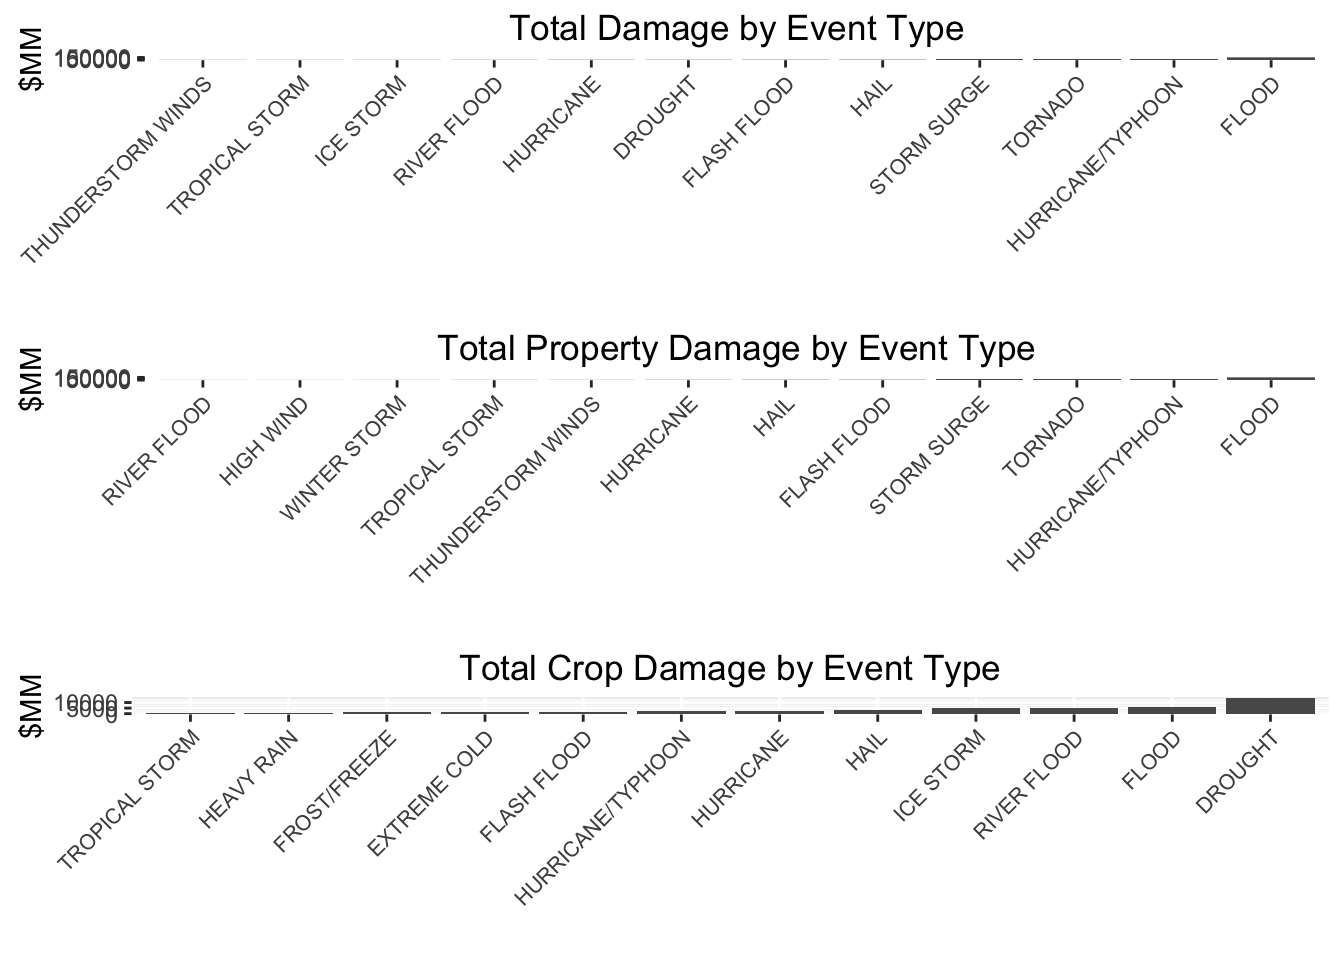 Total Damage by Event Type
$MM
THUNDERSTORM WINDS
TROPICAL STORM
ICE STORM
RIVER FLOOD
HURRICANE
DROUGHT
FLASH FLOOD
HAIL
STORM SURGE
TORNADO
HURRICANE/TYPHOON
FLOOD
Total Property Damage by Event Type
$MM
RIVER FLOOD
HIGH WIND
WINTER STORM
TROPICAL STORM
THUNDERSTORM WINDS
HURRICANE
HAIL
FLASH FLOOD
STORM SURGE
TORNADO
HURRICANE/TYPHOON
FLOOD
Total Crop Damage by Event Type
$MM
10000
5000
0
TROPICAL STORM
HEAVY RAIN
FROST/FREEZE
EXTREME COLD
FLASH FLOOD
HURRICANE/TYPHOON
HURRICANE
HAIL
ICE STORM
RIVER FLOOD
FLOOD
DROUGHT